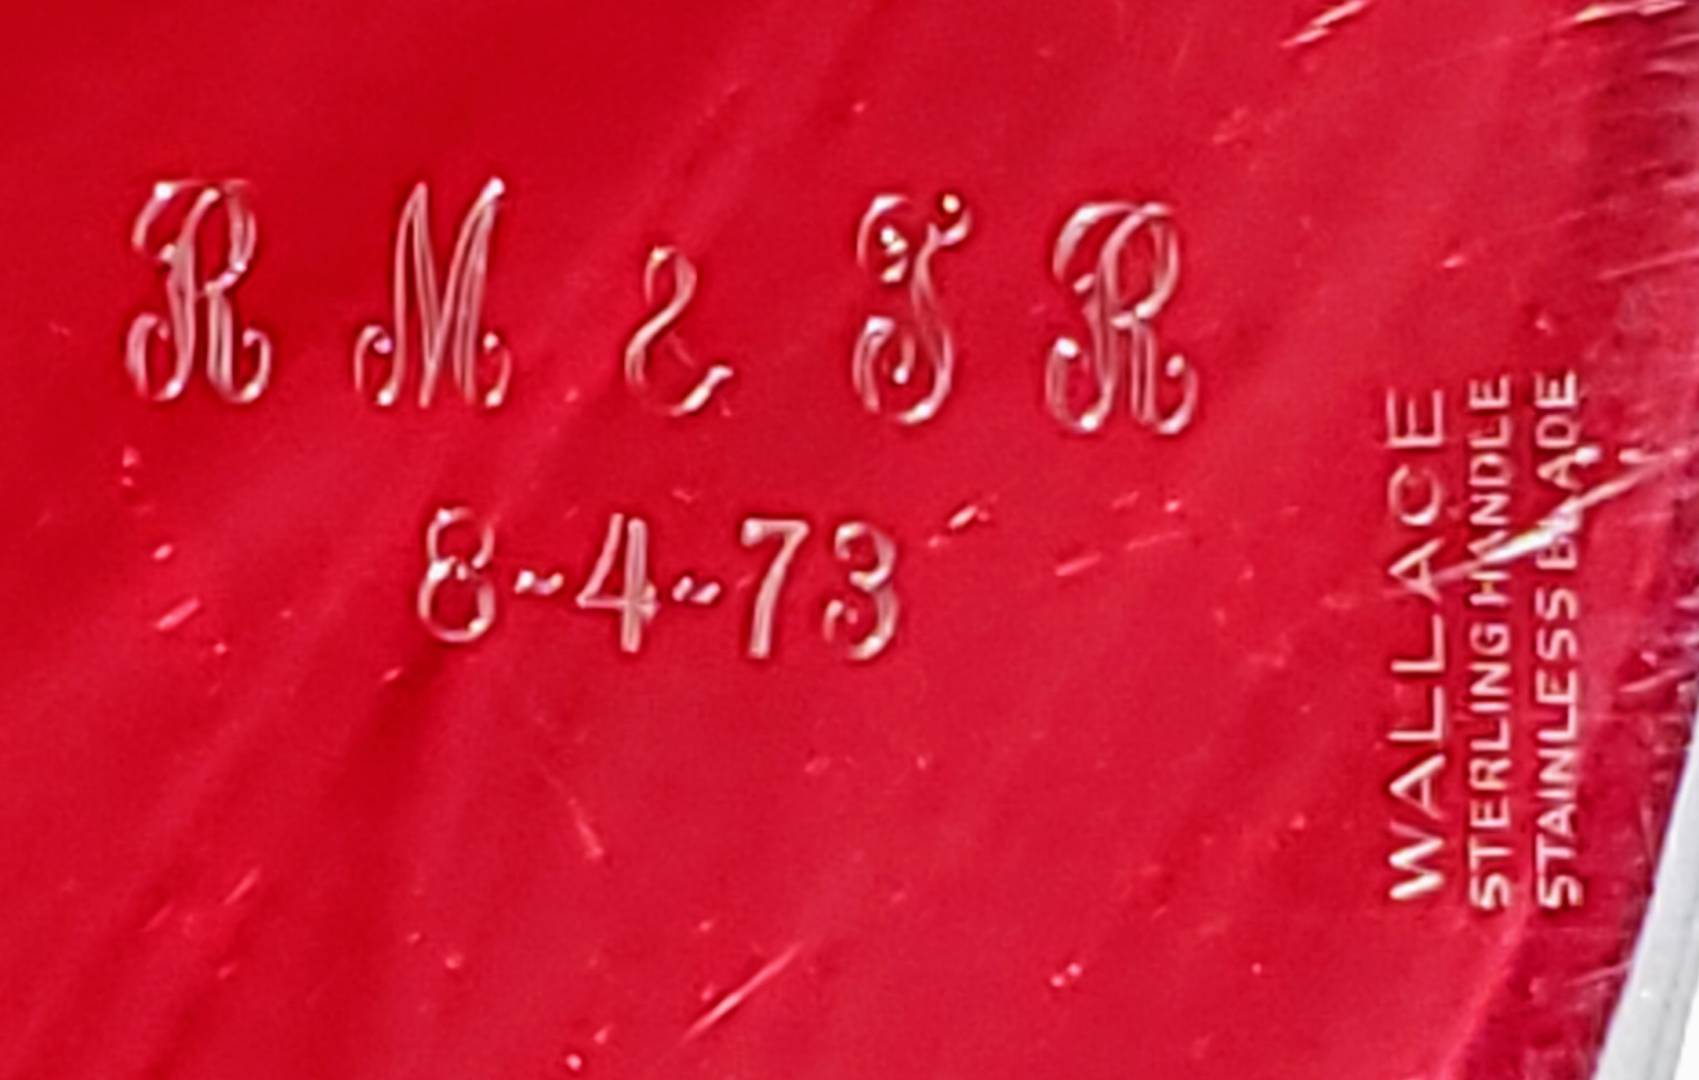 R M & J R
8-4-73
WALLACE
STERLING HANDLE
STAINLESS BLADE